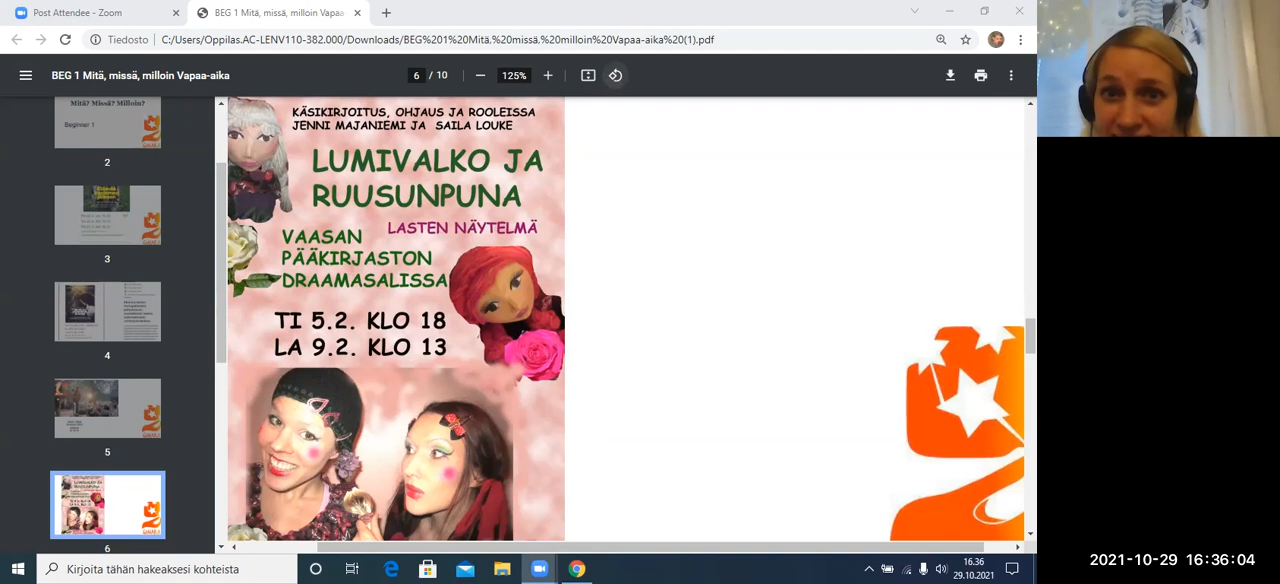 Post Attendee - Zoom
BEG 1 Mitä, missä, milloin Vapaa
Tiedosto
C:/Users/Oppilas.AC-LENV110-382.000/Downloads/BEG%201%20Mitä,%20missä,%20milloin%20Vapaa-aika%20(1).pdf
BEG 1 Mitä, missä, milloin Vapaa-aika
6 / 10
125%
Mitä? Missä? Milloin?
Beginner 1
2
3
4
5
6
KÄSIKIRJOITUS, OHJAUS JA ROOLEISSA
JENNI MAJANIEMI JA SAILA LOUKE
LUMIVALKO JA
RUUSUNPUNA
LASTEN NÄYTELMÄ
VAASAN
PÄÄKIRJASTON
DRAAMASALISSA
TI 5.2. KLO 18
LA 9.2. KLO 13
Kirjoita tähän hakeaksesi kohteista
16.36
29.10.2021
2021-10-29 16:36:04